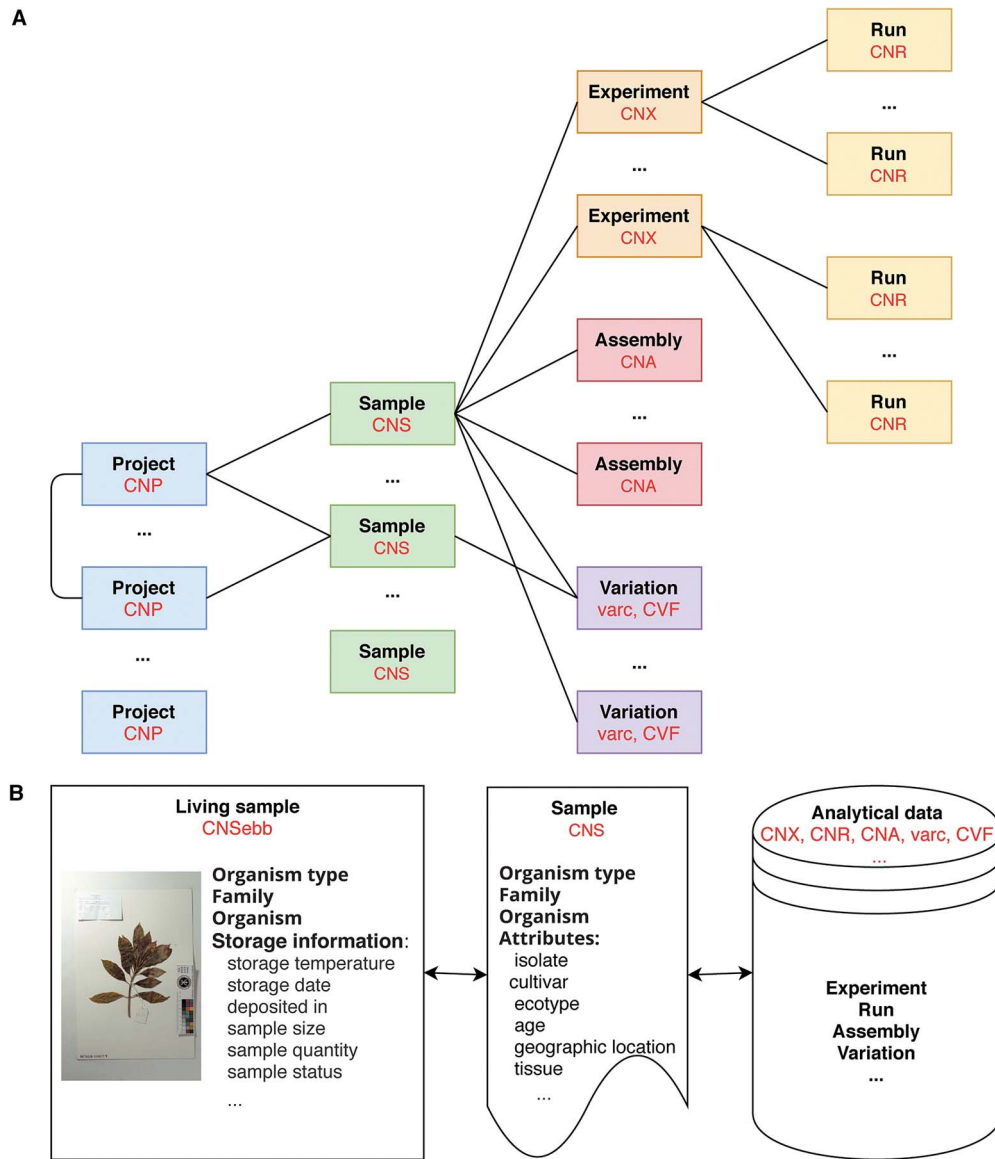 A
Run
CNR
...
Run
CNR
Experiment
CNX
...
Experiment
CNX
Run
CNR
...
Run
CNR
Assembly
CNA
...
Assembly
CNA
Sample
CNS
...
Sample
CNS
...
Sample
CNS
Project
CNP
...
Project
CNP
...
Project
CNP
Variation
varc, CVF
...
Variation
varc, CVF
B
Living sample
CNSebb
Organism type
Family
Organism
Storage information:
storage temperature
storage date
deposited in
sample size
sample quantity
sample status
...
Sample
CNS
Organism type
Family
Organism
Attributes:
isolate
cultivar
ecotype
age
geographic location
tissue
...
Analytical data
CNX, CNR, CNA, varc, CVF
...
Experiment
Run
Assembly
Variation
...